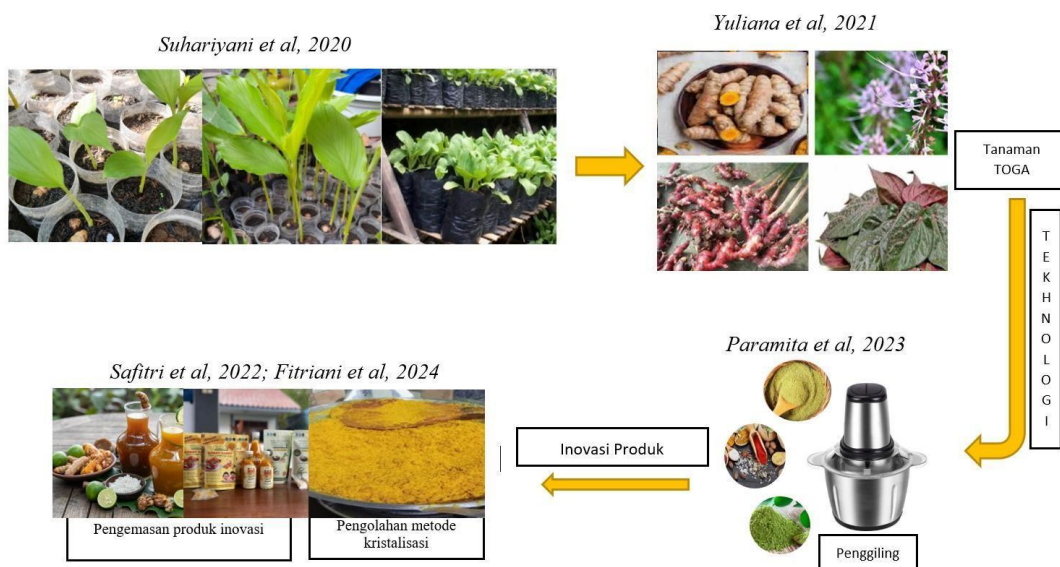 Suhariyani et al, 2020
Yuliana et al, 2021
Tanaman
TOGA
T
E
K
H
N
O
L
O
G
I
Paramita et al, 2023
Penggiling
Inovasi Produk
Safitri et al, 2022; Fitriani et al, 2024
Pengemasan produk inovasi
Pengolahan metode
kristalisasi